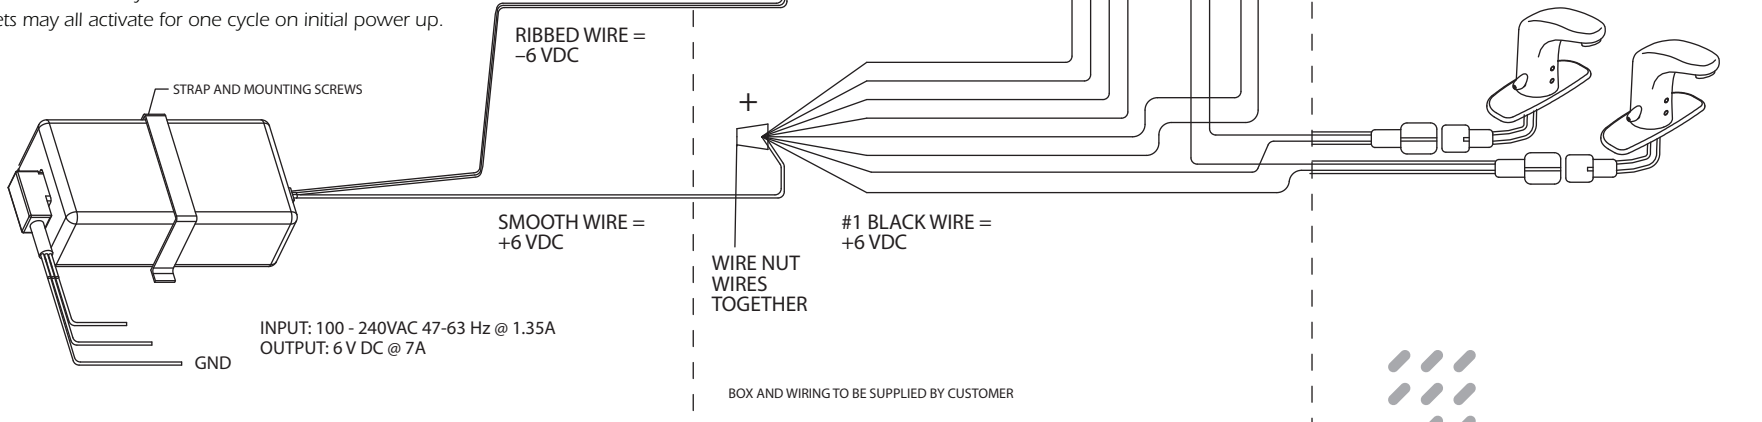 ets may all activate for one cycle on initial power up.
RIBBED WIRE =
–6 VDC
STRAP AND MOUNTING SCREWS
+
SMOOTH WIRE =
+6 VDC
#1 BLACK WIRE =
+6 VDC
WIRE NUT
WIRES
TOGETHER
INPUT: 100 - 240VAC 47-63 Hz @ 1.35A
OUTPUT: 6 V DC @ 7A
GND
BOX AND WIRING TO BE SUPPLIED BY CUSTOMER